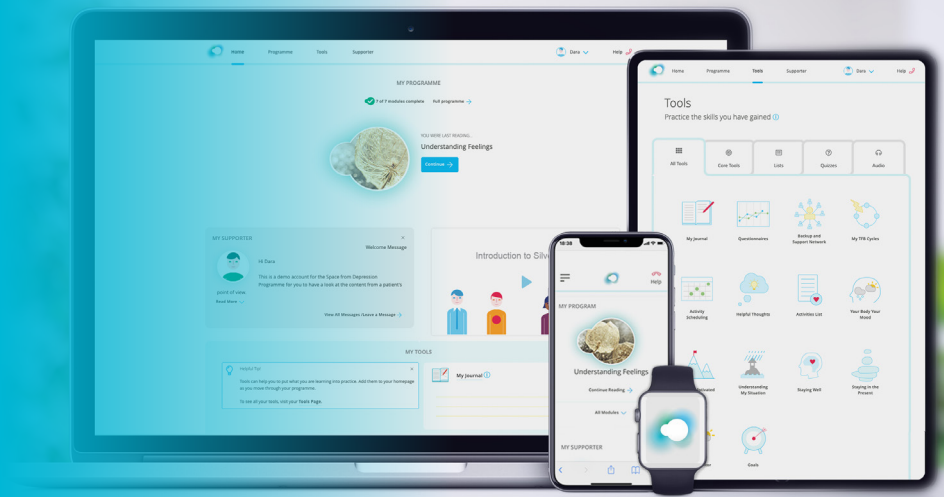 Home Programme Tools Supporter Dara Help
MY PROGRAMME
7 of 7 modules complete Full programme →
YOU WERE LAST READING...
Understanding Feelings
Continue →
MY SUPPORTER ×
Welcome Message
Hi Dara
This is a demo account for the Space from Depression
Programme for you to have a look at the content from a patient's
point of view.
Read More
View All Messages /Leave a Message >
Introduction to Silv
MY TOOLS
Helpful Tip ×
Tools can help you to put what you are learning into practice. Add them to your homepage
as you move through your programme.
To see all your tools, visit your Tools Page.
My Journal
Home Programme Tools Supporter Dara Help
Tools
Practice the skills you have gained
All Tools Core Tools Lists Quizzes Audio
My Journal Questionnaires Backup and
Support Network My TFB Cycles
Activity
Scheduling Helpful Thoughts Activities List Your Body Your
Mood
Understanding
My Situation Staying Well Staying in the
Present
Goals
18:38
Help
MY PROGRAM
Understanding Feelings
Continue Reading →
All Modules
MY SUPPORTER